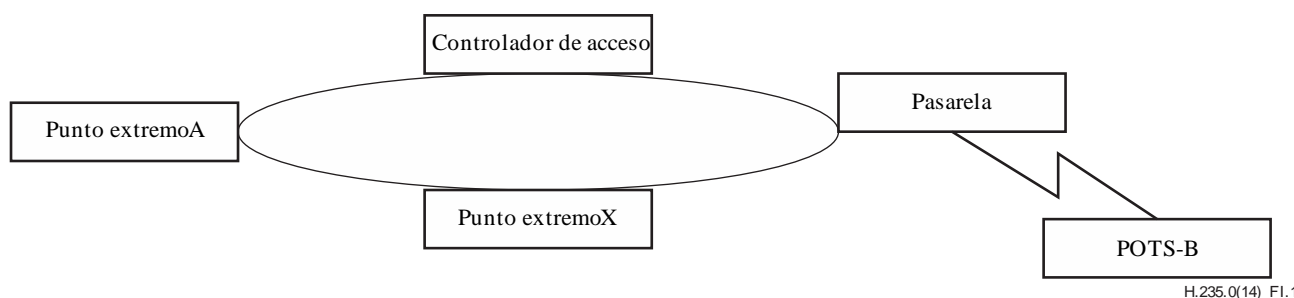 Controlador de acceso
Pasarela
Punto extremoA
Punto extremoX
POTS-B
H.235.0(14)_FI.1